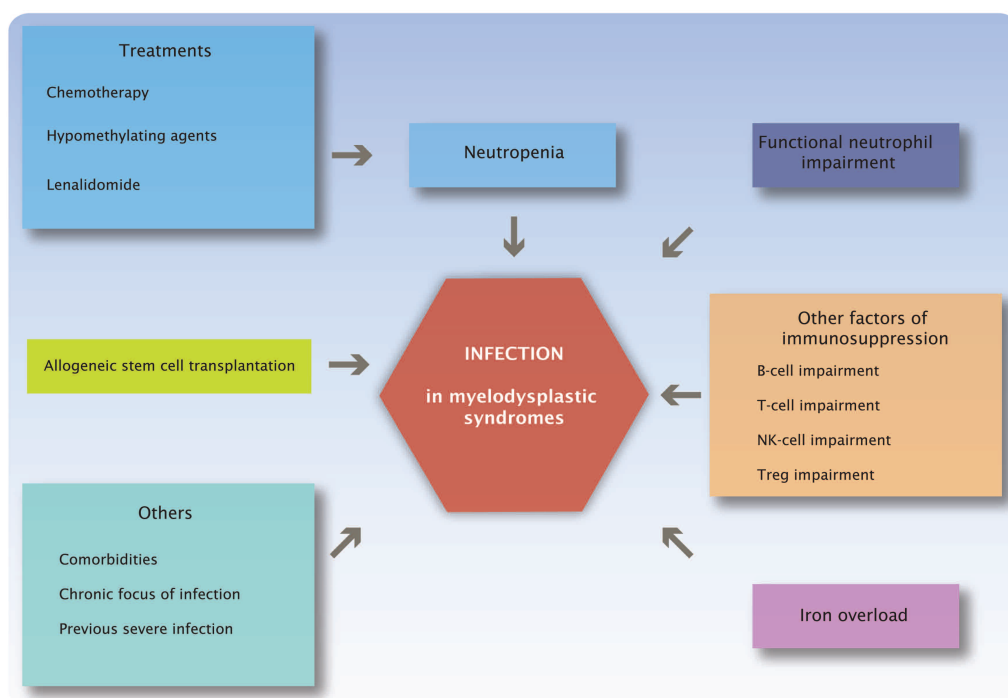 Treatments
Chemotherapy
Hypomethylating agents
Lenalidomide
Neutropenia
Functional neutrophil
impairment
Allogeneic stem cell transplantation
INFECTION
in myelodysplastic
syndromes
Other factors of
immunosuppression
B-cell impairment
T-cell impairment
NK-cell impairment
Treg impairment
Others
Comorbidities
Chronic focus of infection
Previous severe infection
Iron overload